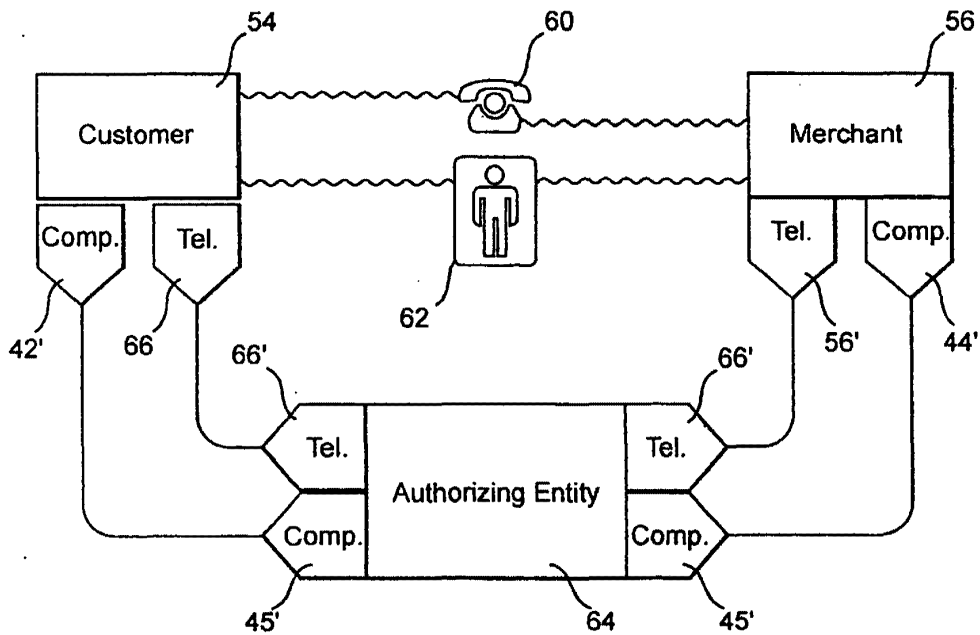 54
60
56
Customer
Merchant
Comp.
Tel.
Tel.
Comp.
42'
66
62
56'
44'
66'
66'
Tel.
Authorizing Entity
Tel.
Comp.
Comp.
45'
64
45'